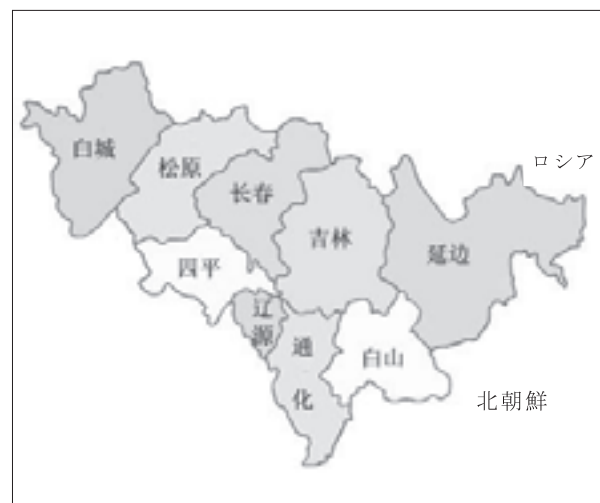 白城
松原
长春
吉林
延边
ロシア
四平
辽
源
通
化
白山
北朝鮮